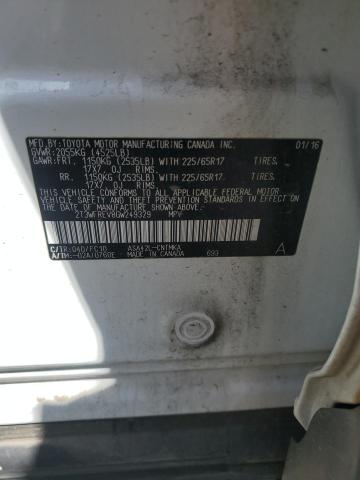 MFD.BY:TOYOTA MOTOR MANUFACTURING CANADA INC. 01/16
GVWR:2055KG (4525LB)
GAWR:FRT. 1150KG (2535LB) WITH 225/65R17 TIRES.
17X7. 0J RIMS.
RR. 1150KG (2535LB) WITH 225/65R17 TIRES.
17X7. 0J RIMS.
THIS VEHICLE CONFORMS TO ALL APPLICABLE FEDERAL MOTOR
VEHICLE SAFETY AND BUMPER STANDARDS IN EFFECT ON THE DATE OF
MANUFACTURE SHOWN ABOVE.
2T3WFREV8GW249329 MPV
C/TR:040/FC10 ASA42L-CNTMKA A
A/TM:-02A/U760E MADE IN CANADA 693